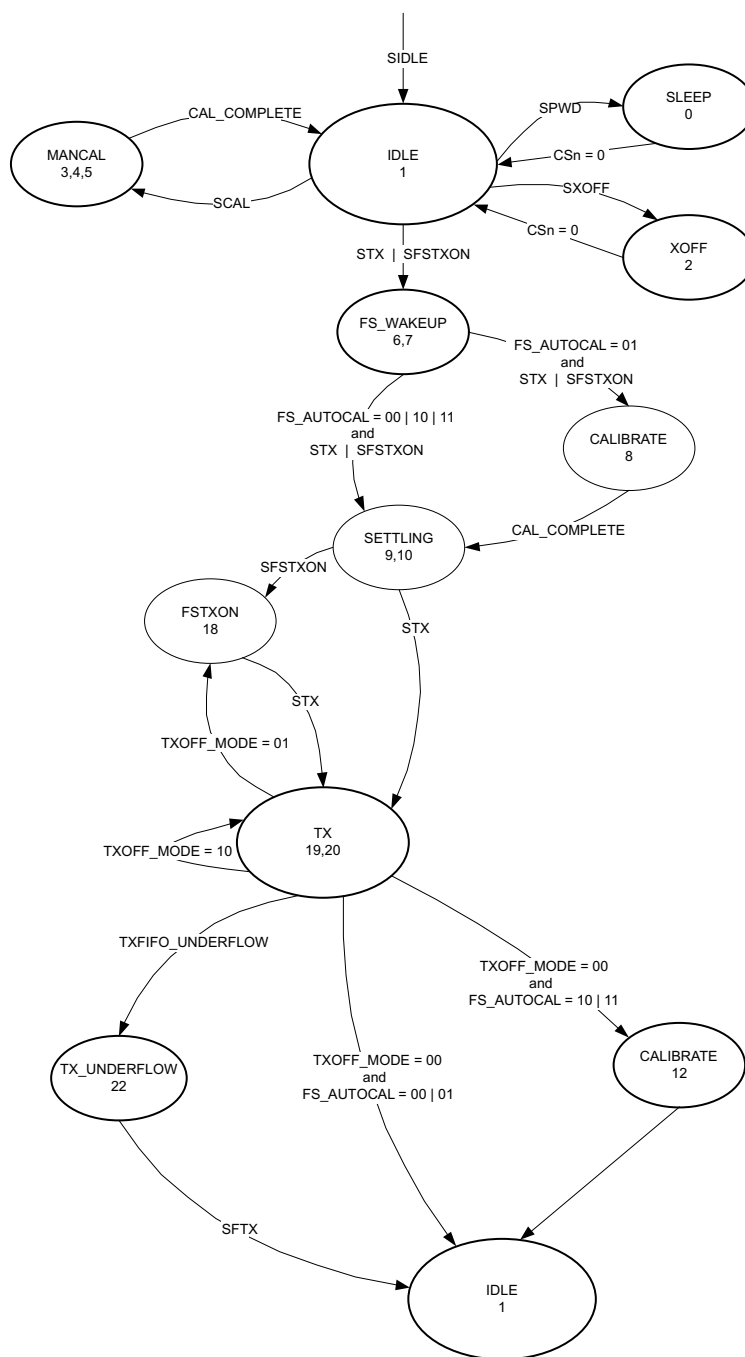 SIDLE
SLEEP
0
SPWD
CAL_COMPLETE
MANCAL
3,4,5
IDLE
1
CSn = 0
SXOFF
SCAL
CSn = 0
XOFF
2
STX | SFSTXON
FS_WAKEUP
6,7
FS_AUTOCAL = 01
and
STX | SFSTXON
FS_AUTOCAL = 00 | 10 | 11
and
STX | SFSTXON
CALIBRATE
8
CAL_COMPLETE
SETTLING
9,10
SFSTXON
FSTXON
18
STX
STX
TXOFF_MODE = 01
TX
19,20
TXOFF_MODE = 10
TXFIFO_UNDERFLOW
TXOFF_MODE = 00
and
FS_AUTOCAL = 10 | 11
TX_UNDERFLOW
22
TXOFF_MODE = 00
and
FS_AUTOCAL = 00 | 01
CALIBRATE
12
SFTX
IDLE
1